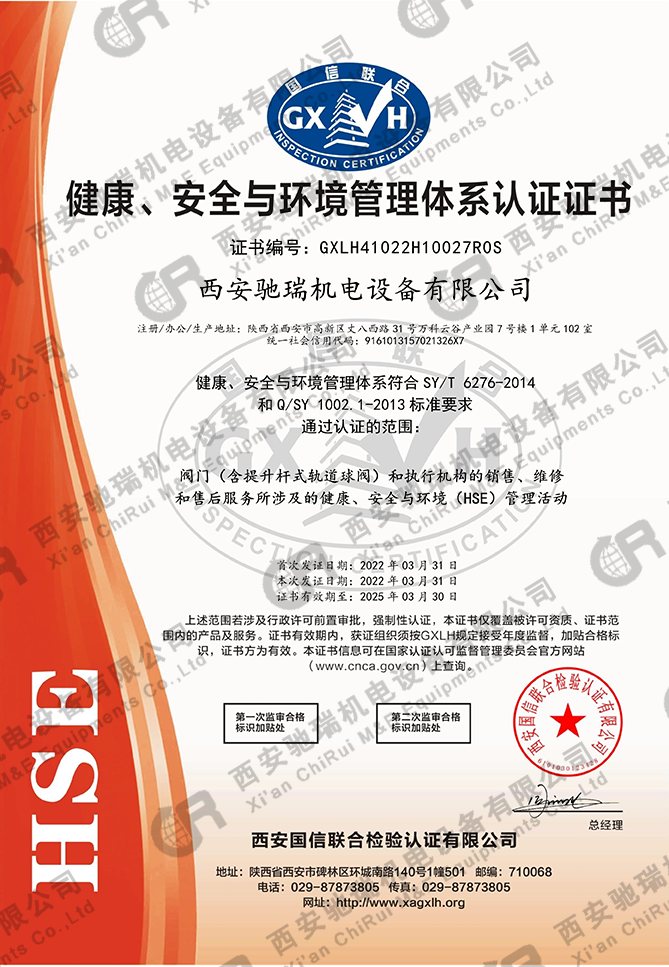 国信联合
GXLH
INSPECTION CERTIFICATION
健康、安全与环境管理体系认证证书
证书编号：GXLH41022H10027R0S
西安驰瑞机电设备有限公司
注册/办公/生产地址：陕西省西安市高新区丈八西路31号万科云谷产业园7号楼1单元102室
统一社会信用代码：9161013157021326X7
健康、安全与环境管理体系符合 SY/T 6276-2014
和 Q/SY 1002.1-2013 标准要求
通过认证的范围：
阀门（含提升杆式轨道球阀）和执行机构的销售、维修
和售后服务所涉及的健康、安全与环境（HSE）管理活动
首次发证日期：2022 年 03 月 31 日
本次发证日期：2022 年 03 月 31 日
证书有效期至：2025 年 03 月 30 日
上述范围若涉及行政许可前置审批，强制性认证，本证书仅覆盖被许可资质、证书范
围内的产品及服务。证书有效期内，获证组织须按GXLH规定接受年度监督，加贴合格标
识，证书方为有效。本证书信息可在国家认证认可监督管理委员会官方网站
（www.cnca.gov.cn）上查询。
HSE
第一次监审合格
标识加贴处
第二次监审合格
标识加贴处
西安国信联合检验认证有限公司
6101030123428
总经理
西安国信联合检验认证有限公司
地址：陕西省西安市碑林区环城南路140号1幢501 邮编：710068
电话：029-87873805 传真：029-87873805
网址：http://www.xagxlh.org
西安驰瑞机电设备有限公司
Xi'an ChiRui M&E Equipments Co.,Ltd